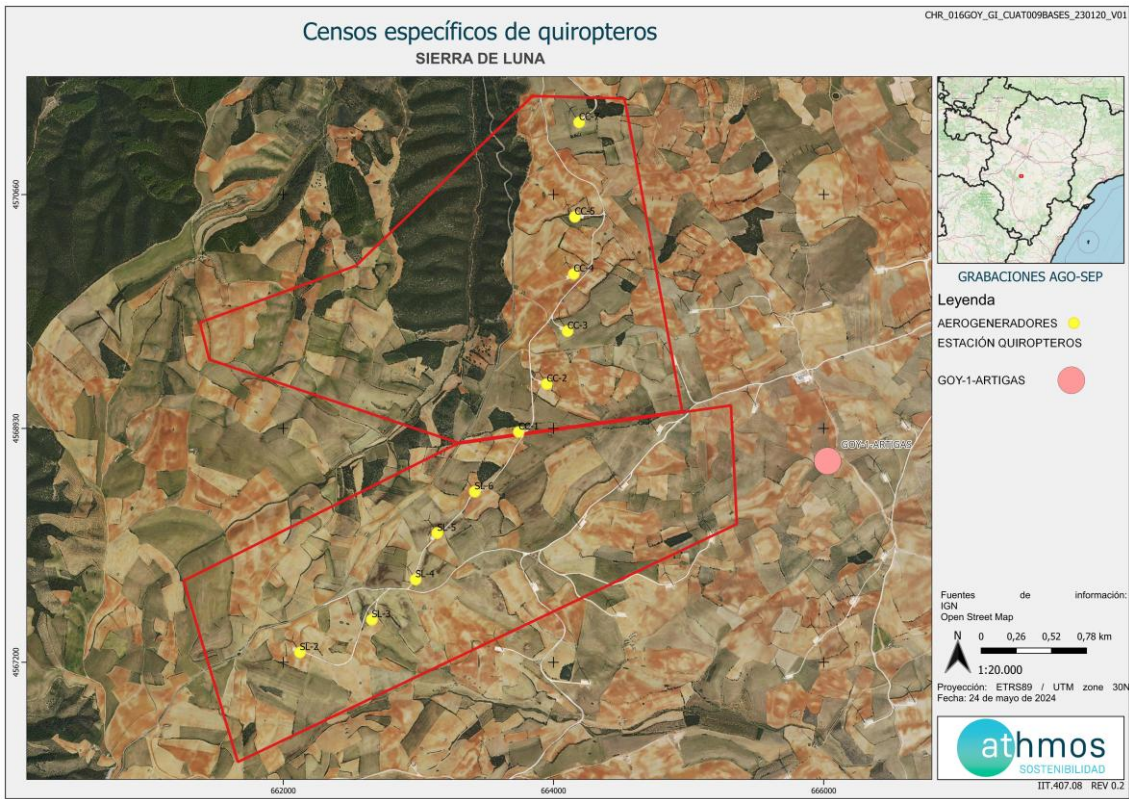 CHR_016GOY_GI_CUAT009BASES_230120_V01
Censos específicos de quiropteros
SIERRA DE LUNA
CC-5
CC-4
CC-3
CC-2
CC-1
SL-6
SL-5
SL-4
SL-3
SL-2
GOY-1-ARTIGAS
4570660
4568930
4567200
662000
664000
666000
GRABACIONES AGO-SEP
Leyenda
AEROGENERADORES
ESTACIÓN QUIROPTEROS
GOY-1-ARTIGAS
Fuentes de información:
IGN
Open Street Map
N
0 0,26 0,52 0,78 km
1:20.000
Proyección: ETRS89 / UTM zone 30N
Fecha: 24 de mayo de 2024
athmos
SOSTENIBILIDAD
IIT.407.08 REV 0.2